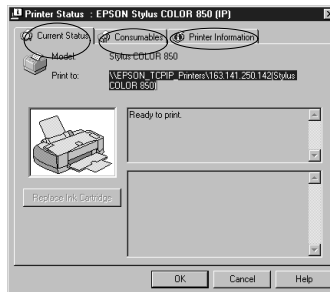 Printer Status : EPSON Stylus COLOR 850 (IP)
Current Status
Consumables
Printer Information
Model Stylus COLOR 850
Print to: \\EPSON_TCPIP_Printers\163.141.250.142(Stylus
COLOR 850)
Ready to print.
Replace Ink Cartridge
OK
Cancel
Help